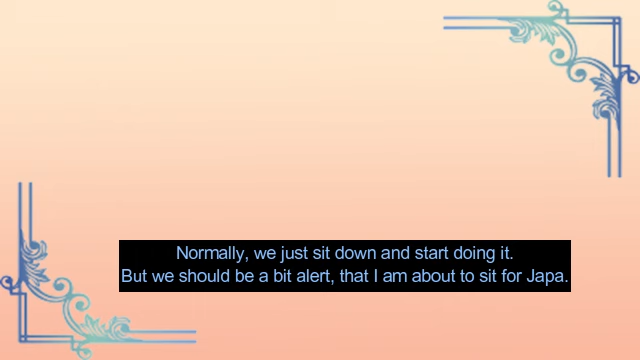 Normally, we just sit down and start doing it.
But we should be a bit alert, that I am about to sit for Japa.